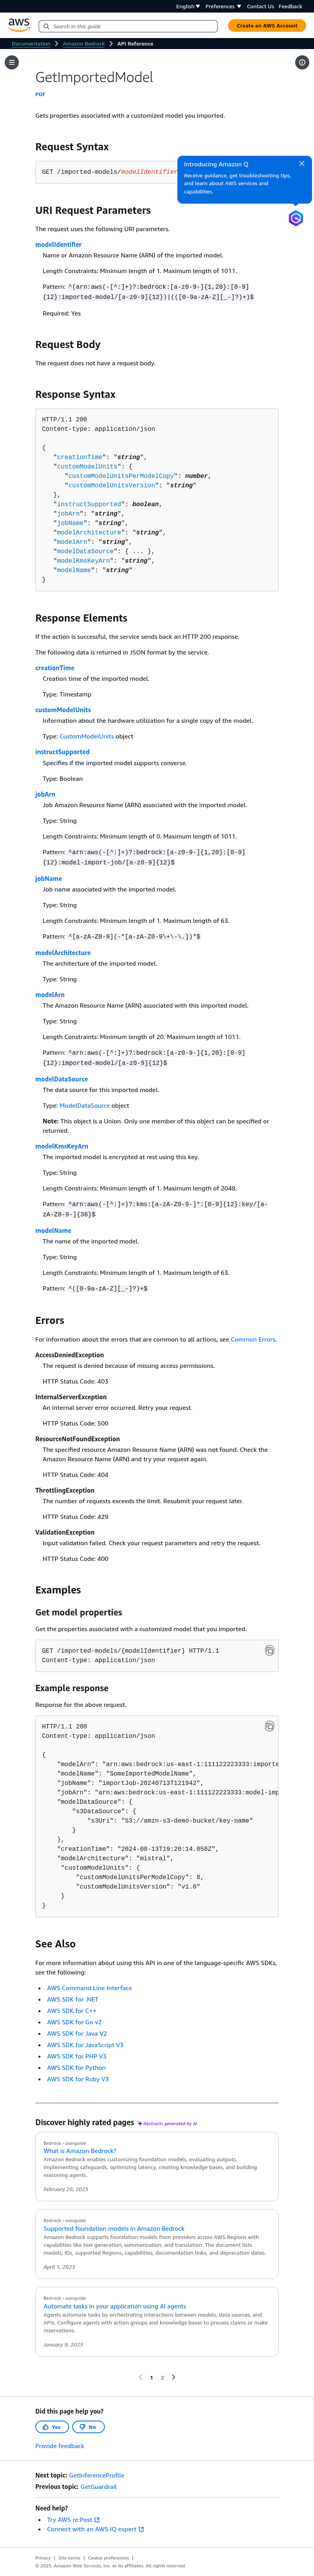 English
Preferences
Contact Us
Feedback
aws
Search in this guide
Create an AWS Account
Documentation
Amazon Bedrock
API Reference
GetImportedModel
PDF
Gets properties associated with a customized model you imported.
Request Syntax
GET /imported-models/modelIdentifier
Introducing Amazon Q
Receive guidance, get troubleshooting tips,
and learn about AWS services and
capabilities.
URI Request Parameters
The request uses the following URI parameters.
modelIdentifier
Name or Amazon Resource Name (ARN) of the imported model.
Length Constraints: Minimum length of 1. Maximum length of 1011.
Pattern: ^(arn:aws(-[^:]+)?:bedrock:[a-z0-9-]{1,20}:[0-9]
{12}:imported-model/[a-z0-9]{12})|(([0-9a-zA-Z][_-]?)+)$
Required: Yes
Request Body
The request does not have a request body.
Response Syntax
HTTP/1.1 200
Content-type: application/json
{
"creationTime": "string",
"customModelUnits": {
"customModelUnitsPerModelCopy": number,
"customModelUnitsVersion": "string"
},
"instructSupported": boolean,
"jobArn": "string",
"jobName": "string",
"modelArchitecture": "string",
"modelArn": "string",
"modelDataSource": { ... },
"modelKmsKeyArn": "string",
"modelName": "string"
}
Response Elements
If the action is successful, the service sends back an HTTP 200 response.
The following data is returned in JSON format by the service.
creationTime
Creation time of the imported model.
Type: Timestamp
customModelUnits
Information about the hardware utilization for a single copy of the model.
Type: CustomModelUnits object
instructSupported
Specifies if the imported model supports converse.
Type: Boolean
jobArn
Job Amazon Resource Name (ARN) associated with the imported model.
Type: String
Length Constraints: Minimum length of 0. Maximum length of 1011.
Pattern: ^arn:aws(-[^:]+)?:bedrock:[a-z0-9-]{1,20}:[0-9]
{12}:model-import-job/[a-z0-9]{12}$
jobName
Job name associated with the imported model.
Type: String
Length Constraints: Minimum length of 1. Maximum length of 63.
Pattern: ^[a-zA-Z0-9](-*[a-zA-Z0-9\+\-\.])*$
modelArchitecture
The architecture of the imported model.
Type: String
modelArn
The Amazon Resource Name (ARN) associated with this imported model.
Type: String
Length Constraints: Minimum length of 20. Maximum length of 1011.
Pattern: ^arn:aws(-[^:]+)?:bedrock:[a-z0-9-]{1,20}:[0-9]
{12}:imported-model/[a-z0-9]{12}$
modelDataSource
The data source for this imported model.
Type: ModelDataSource object
Note: This object is a Union. Only one member of this object can be specified or
returned.
modelKmsKeyArn
The imported model is encrypted at rest using this key.
Type: String
Length Constraints: Minimum length of 1. Maximum length of 2048.
Pattern: ^arn:aws(-[^:]+)?:kms:[a-zA-Z0-9-]*:[0-9]{12}:key/[a-
zA-Z0-9-]{36}$
modelName
The name of the imported model.
Type: String
Length Constraints: Minimum length of 1. Maximum length of 63.
Pattern: ^([0-9a-zA-Z][_-]?)+$
Errors
For information about the errors that are common to all actions, see Common Errors.
AccessDeniedException
The request is denied because of missing access permissions.
HTTP Status Code: 403
InternalServerException
An internal server error occurred. Retry your request.
HTTP Status Code: 500
ResourceNotFoundException
The specified resource Amazon Resource Name (ARN) was not found. Check the
Amazon Resource Name (ARN) and try your request again.
HTTP Status Code: 404
ThrottlingException
The number of requests exceeds the limit. Resubmit your request later.
HTTP Status Code: 429
ValidationException
Input validation failed. Check your request parameters and retry the request.
HTTP Status Code: 400
Examples
Get model properties
Get the properties associated with a customized model that you imported.
GET /imported-models/{modelIdentifier} HTTP/1.1
Content-type: application/json
Example response
Response for the above request.
HTTP/1.1 200
Content-type: application/json
{
"modelArn": "arn:aws:bedrock:us-east-1:111122223333:importe
"modelName": "SomeImportedModelName",
"jobName": "importJob-20240713T121942",
"jobArn": "arn:aws:bedrock:us-east-1:111122223333:model-imp
"modelDataSource": {
"s3DataSource": {
"s3Uri": "S3://amzn-s3-demo-bucket/key-name"
}
},
"creationTime": "2024-08-13T19:20:14.058Z",
"modelArchitecture": "mistral",
"customModelUnits": {
"customModelUnitsPerModelCopy": 8,
"customModelUnitsVersion": "v1.0"
}
}
See Also
For more information about using this API in one of the language-specific AWS SDKs,
see the following:
AWS Command Line Interface
AWS SDK for .NET
AWS SDK for C++
AWS SDK for Go v2
AWS SDK for Java V2
AWS SDK for JavaScript V3
AWS SDK for PHP V3
AWS SDK for Python
AWS SDK for Ruby V3
Discover highly rated pages Abstracts generated by AI
Bedrock › userguide
What is Amazon Bedrock?
Amazon Bedrock enables customizing foundation models, evaluating outputs,
implementing safeguards, optimizing latency, creating knowledge bases, and building
reasoning agents.
February 26, 2025
Bedrock › userguide
Supported foundation models in Amazon Bedrock
Amazon Bedrock supports foundation models from providers across AWS Regions with
capabilities like text generation, summarization, and translation. The document lists
models, IDs, supported Regions, capabilities, documentation links, and deprecation dates.
April 1, 2025
Bedrock › userguide
Automate tasks in your application using AI agents
Agents automate tasks by orchestrating interactions between models, data sources, and
APIs. Configure agents with action groups and knowledge bases to process claims or make
reservations.
January 9, 2025
1 2
Did this page help you?
Yes
No
Provide feedback
Next topic: GetInferenceProfile
Previous topic: GetGuardrail
Need help?
Try AWS re:Post
Connect with an AWS IQ expert
Privacy | Site terms | Cookie preferences |
© 2025, Amazon Web Services, Inc. or its affiliates. All rights reserved.